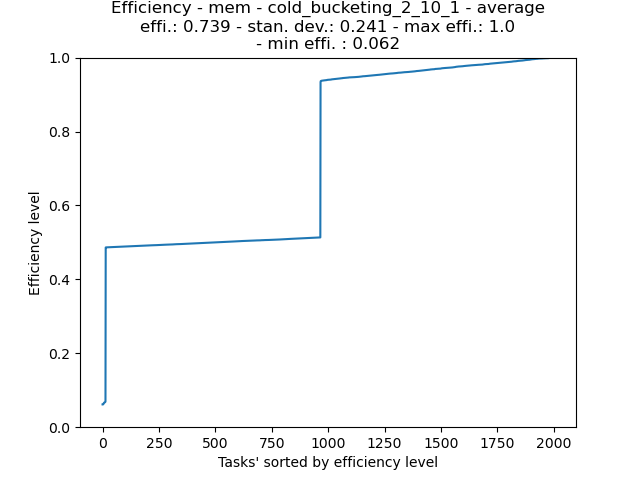 Efficiency - mem - cold_bucketing_2_10_1 - average
effi.: 0.739 - stan. dev.: 0.241 - max effi.: 1.0
- min effi. : 0.062
1.0
0.8
0.6
0.4
0.2
0.0
Efficiency level
0 250 500 750 1000 1250 1500 1750 2000
Tasks' sorted by efficiency level